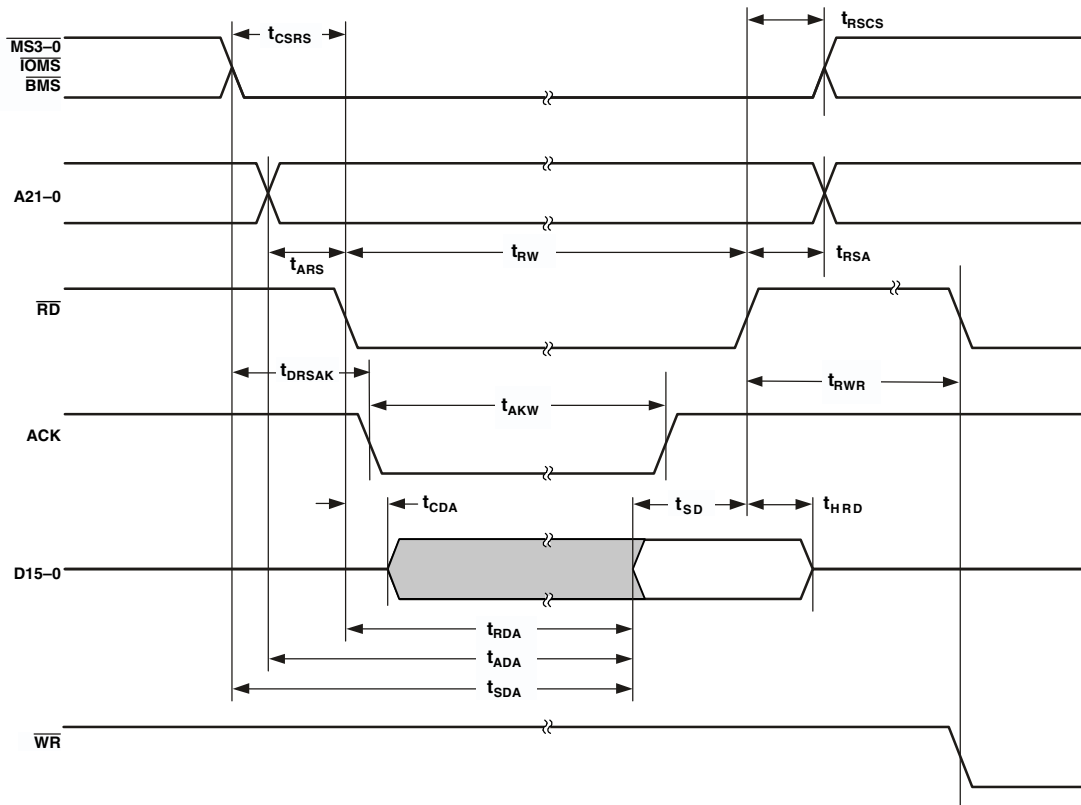 tCSRS
tRSCS
MS3–0
IOMS
BMS
A21–0
tARS
tRW
tRSA
RD
tDRSAK
tAKW
tRWR
ACK
tCDA
tSD
tHRD
D15–0
tRDA
tADA
tSDA
WR